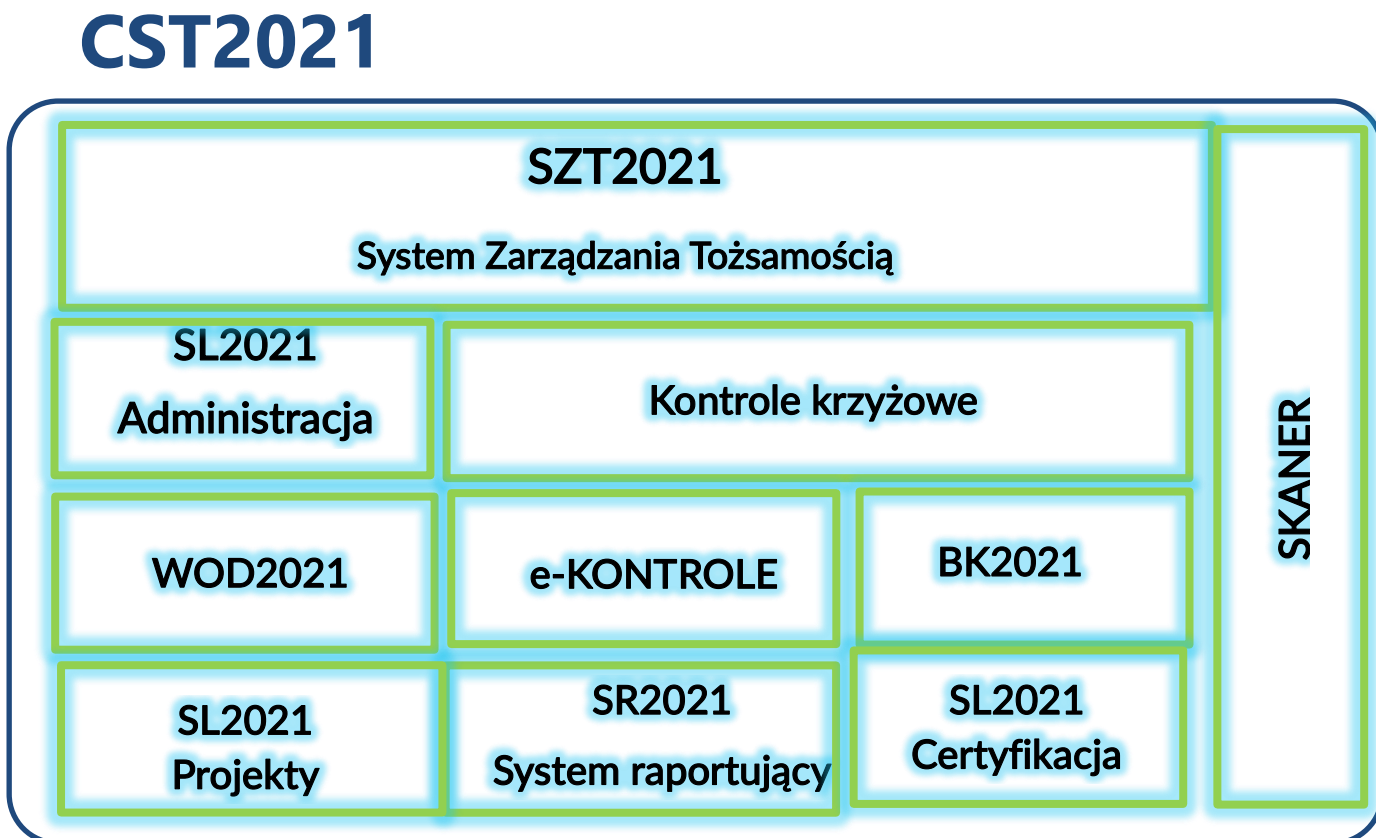 CST2021
SZT2021
System Zarządzania Tożsamością
SL2021
Administracja
Kontrole krzyżowe
SKANER
WOD2021
e-KONTROLE
BK2021
SL2021
Projekty
SR2021
System raportujący
SL2021
Certyfikacja